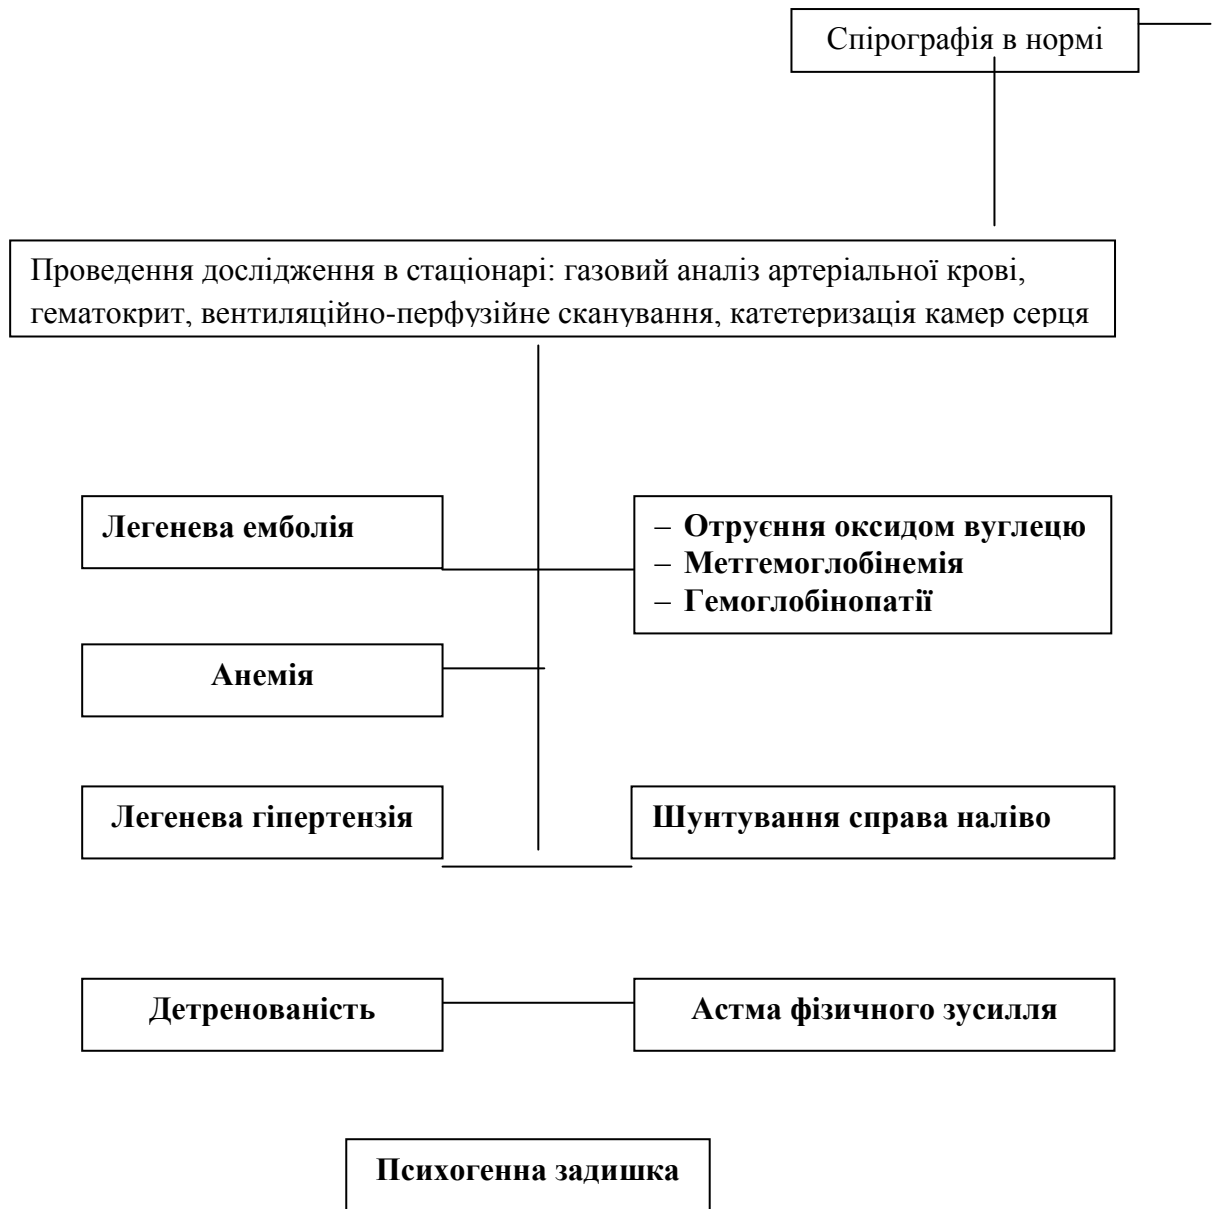 Спірографія в нормі
Проведення дослідження в стаціонарі: газовий аналіз артеріальної крові,
гематокрит, вентиляційно-перфузійне сканування, катетеризація камер серця
Легенева емболія
– Отруєння оксидом вуглецю
– Метгемоглобінемія
– Гемоглобінопатії
Анемія
Легенева гіпертензія
Шунтування справа наліво
Детренованість
Астма фізичного зусилля
Психогенна задишка